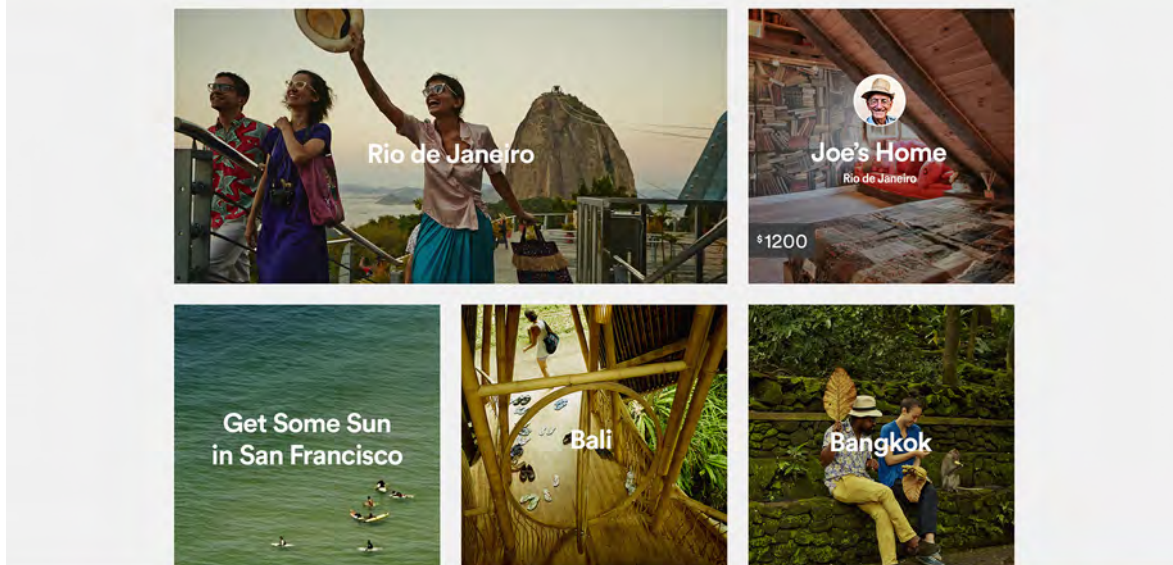 Rio de Janeiro
Joe's Home
Rio de Janeiro
$1200
Get Some Sun
in San Francisco
Bali
Bangkok